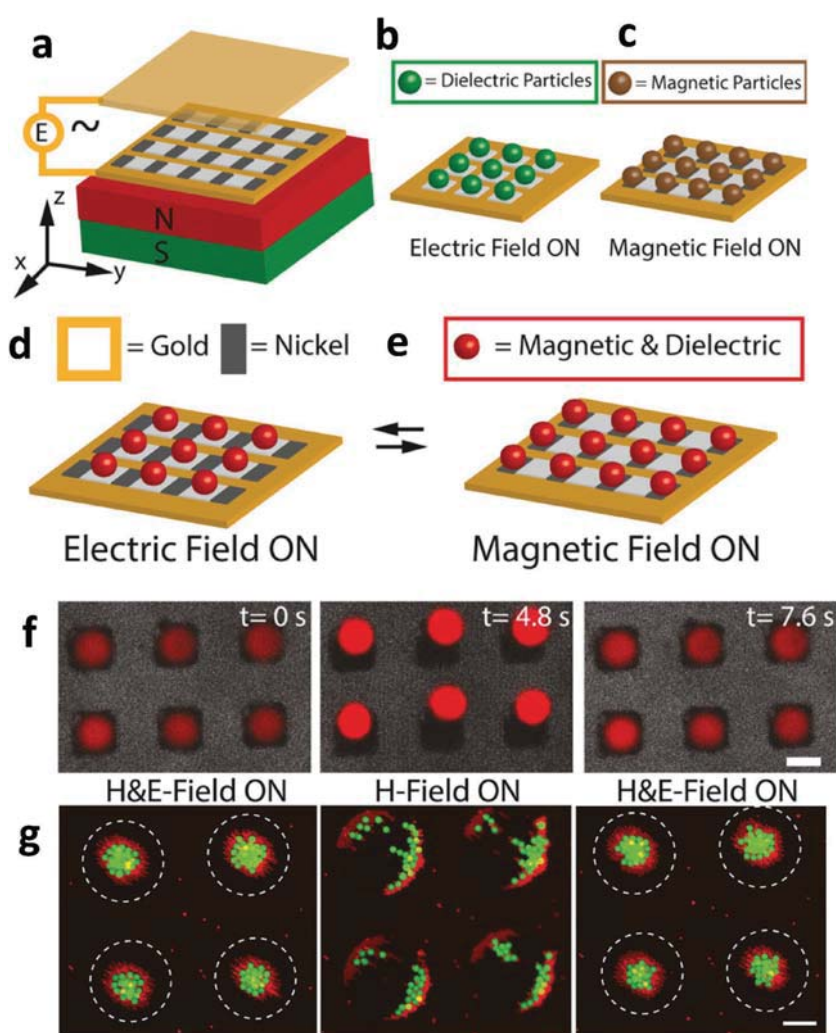 a
b
c
= Dielectric Particles
= Magnetic Particles
E
~
N
S
z
x
y
Electric Field ON
Magnetic Field ON
d
= Gold
= Nickel
e
= Magnetic & Dielectric
Electric Field ON
Magnetic Field ON
f
t= 0 s
t= 4.8 s
t= 7.6 s
H&E-Field ON
H-Field ON
H&E-Field ON
g